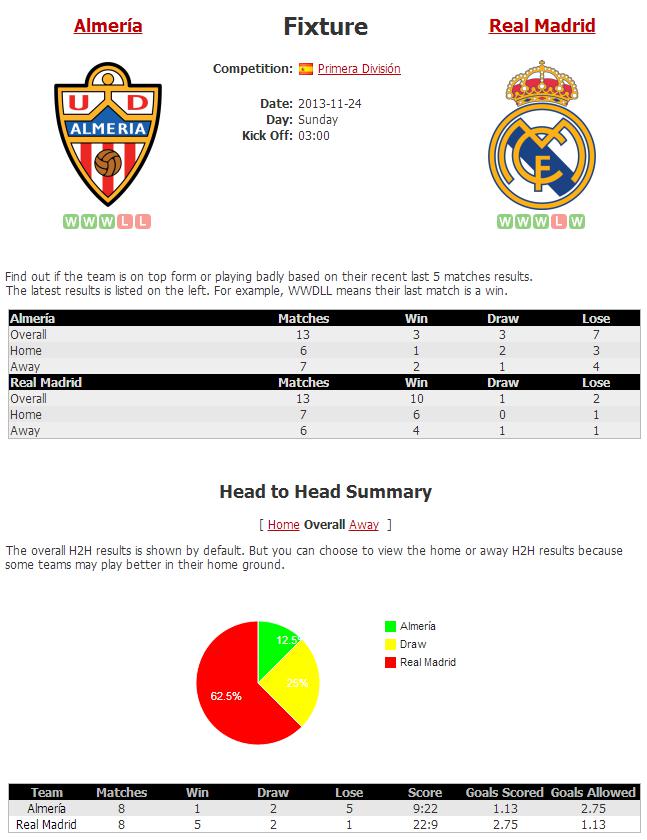 Almería Fixture Real Madrid
Competition: Primera División
U D
ALMERIA
Date: 2013-11-24
Day: Sunday
Kick Off: 03:00
W W W L L W W W L W
Find out if the team is on top form or playing badly based on their recent last 5 matches results.
The latest results is listed on the left. For example, WWDLL means their last match is a win.
Almería Matches Win Draw Lose
Overall 13 3 3 7
Home 6 1 2 3
Away 7 2 1 4
Real Madrid Matches Win Draw Lose
Overall 13 10 1 2
Home 7 6 0 1
Away 6 4 1 1
Head to Head Summary
[ Home Overall Away ]
The overall H2H results is shown by default. But you can choose to view the home or away H2H results because
some teams may play better in their home ground.
Almería
Draw
Real Madrid
12.5%
25%
62.5%
Team Matches Win Draw Lose Score Goals Scored Goals Allowed
Almería 8 1 2 5 9:22 1.13 2.75
Real Madrid 8 5 2 1 22:9 2.75 1.13